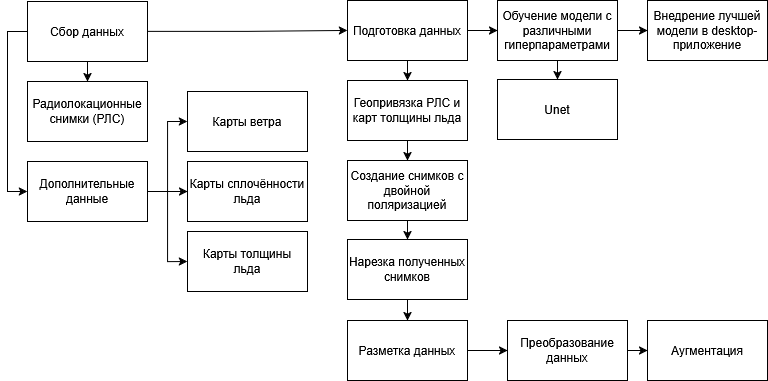 Сбор данных
Подготовка данных
Обучение модели с
различными
гиперпараметрами
Внедрение лучшей
модели в desktop-
приложение
Радиолокационные
снимки (РЛС)
Геопривязка РЛС и
карт толщины льда
Unet
Карты ветра
Дополнительные
данные
Карты сплочённости
льда
Создание снимков с
двойной
поляризацией
Карты толщины
льда
Нарезка полученных
снимков
Разметка данных
Преобразование
данных
Аугментация